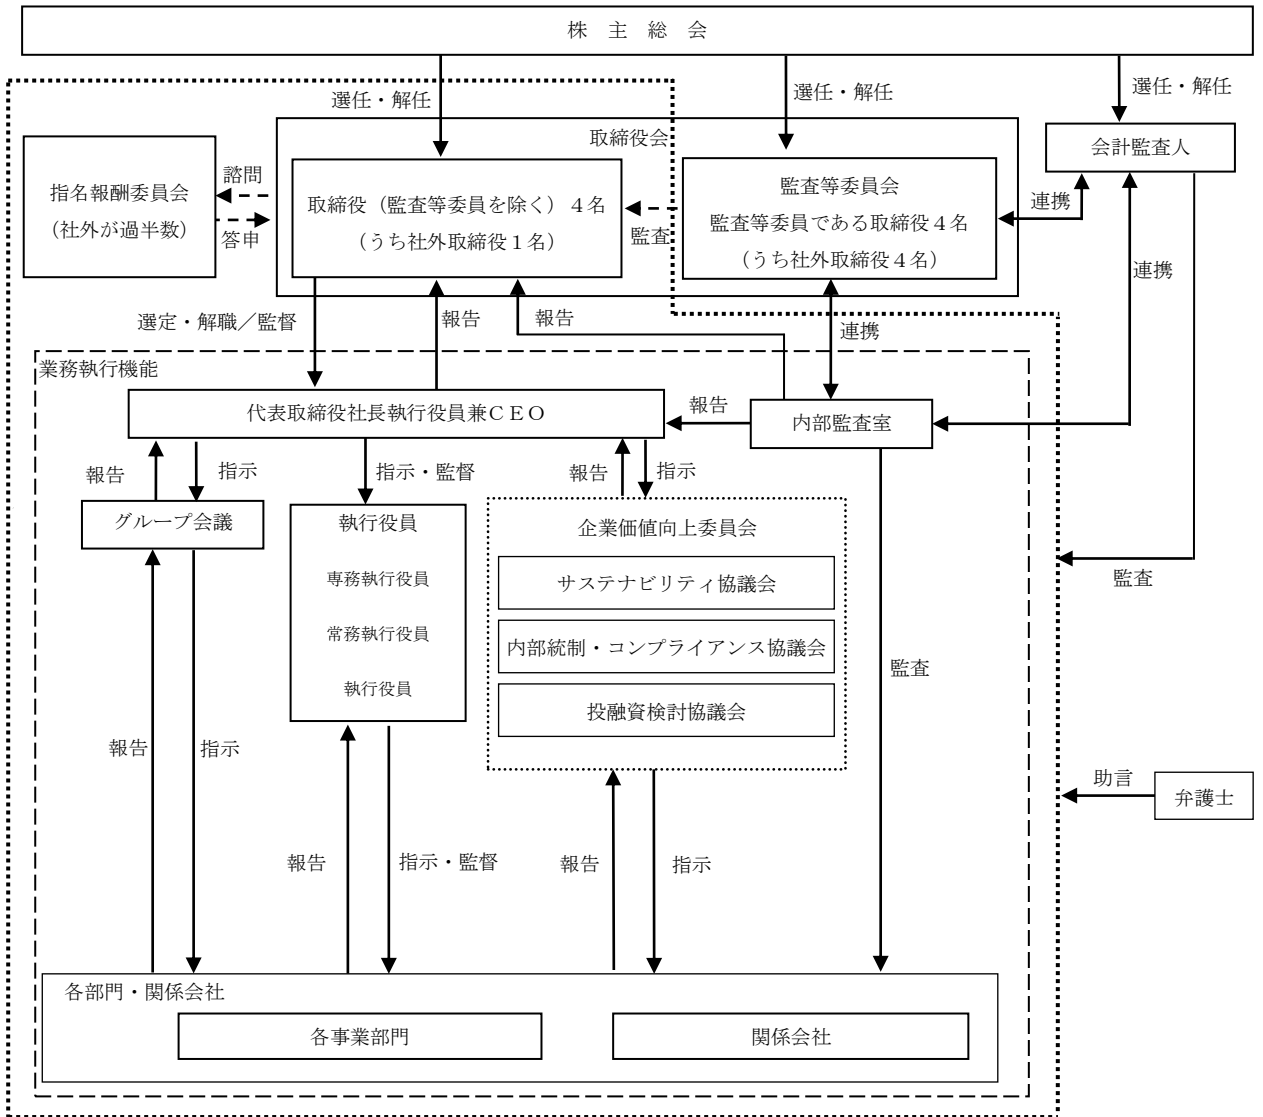 株 主 総 会
選任・解任
選任・解任
選任・解任
取締役会
会計監査人
指名報酬委員会
（社外が過半数）
諮問
答申
取締役（監査等委員を除く）４名
（うち社外取締役１名）
監査
監査等委員会
監査等委員である取締役４名
（うち社外取締役４名）
連携
連携
選定・解職／監督
報告
報告
連携
業務執行機能
代表取締役社長執行役員兼ＣＥＯ
報告
内部監査室
報告
指示
指示・監督
報告
指示
グループ会議
執行役員
専務執行役員
常務執行役員
執行役員
企業価値向上委員会
サステナビリティ協議会
内部統制・コンプライアンス協議会
投融資検討協議会
監査
監査
報告
指示
助言
弁護士
報告
指示・監督
報告
指示
各部門・関係会社
各事業部門
関係会社